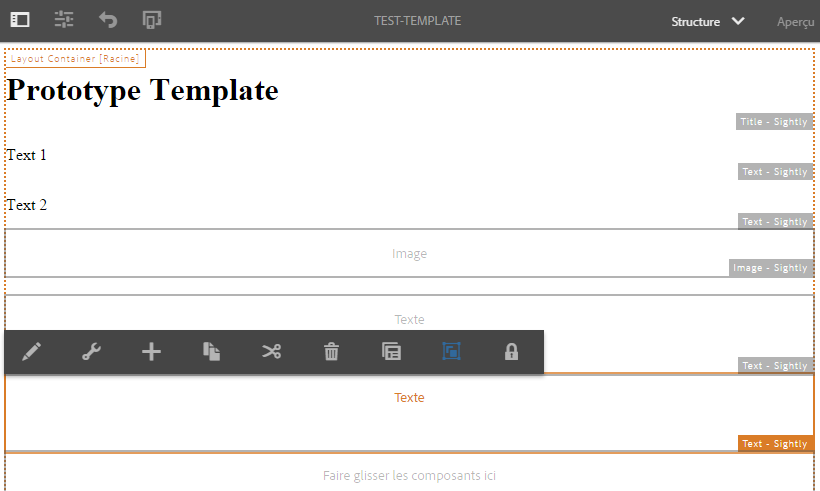 TEST-TEMPLATE
Structure
Aperçu
Layout Container [Racine]
Prototype Template
Title - Sightly
Text 1
Text - Sightly
Text 2
Text - Sightly
Image
Image - Sightly
Texte
Text - Sightly
Texte
Text - Sightly
Faire glisser les composants ici